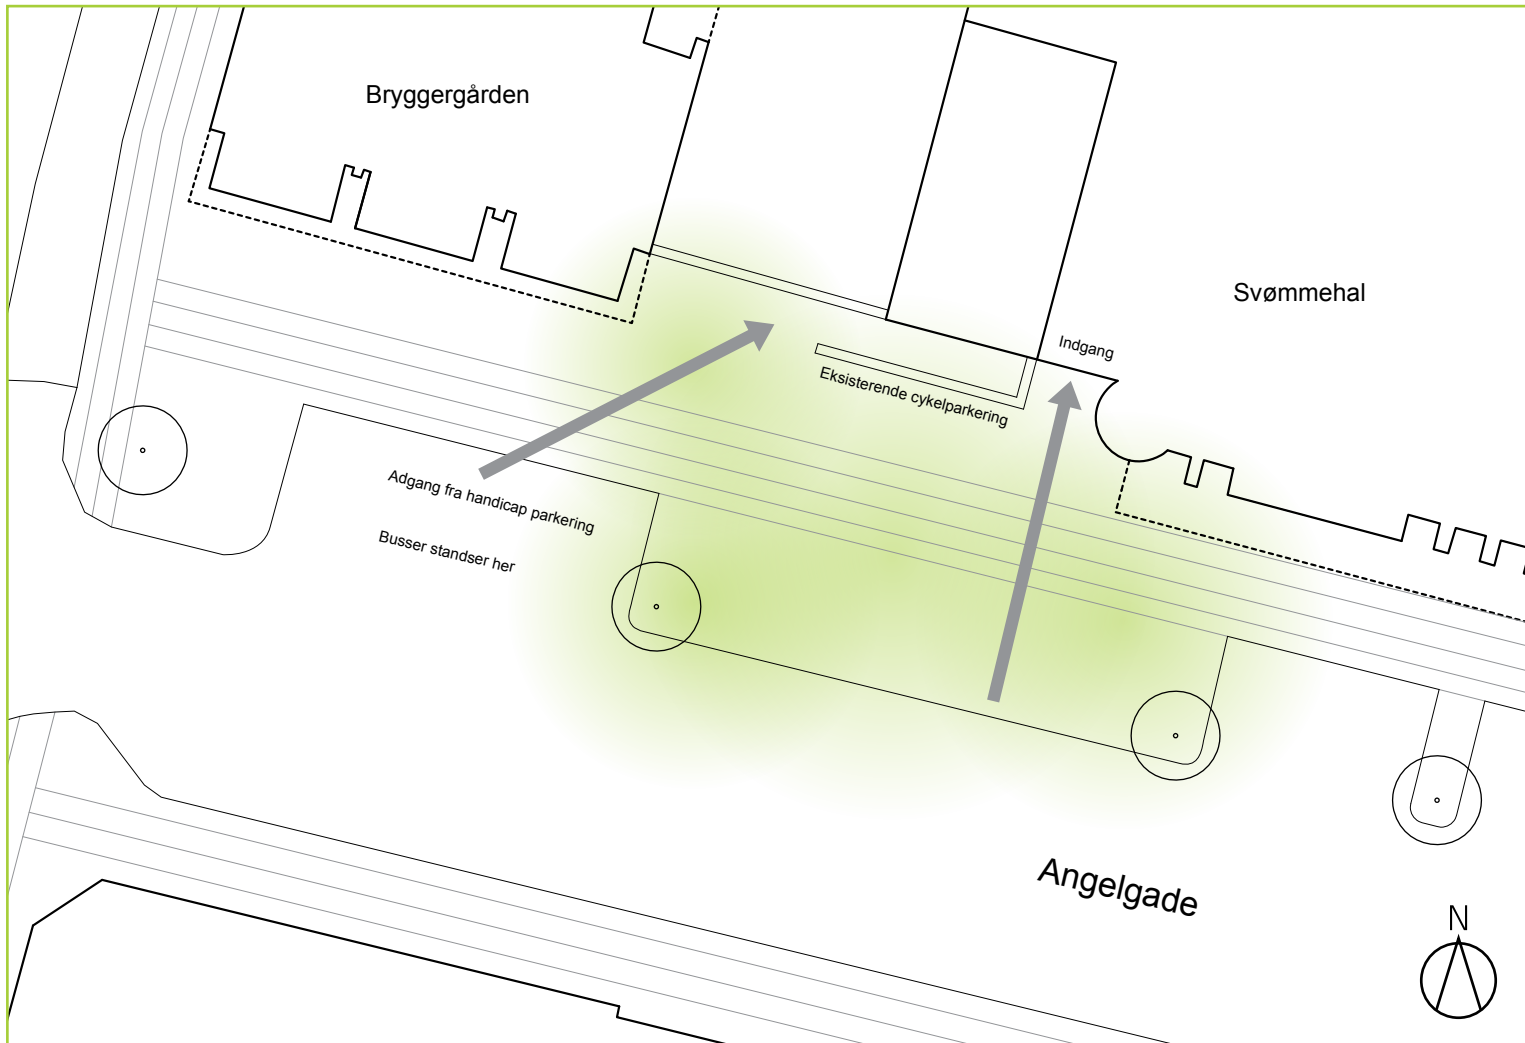 Bryggergården
Svømmehal
Indgang
Eksisterende cykelparkering
Adgang fra handicap parkering
Busser standser her
Angelgade
N